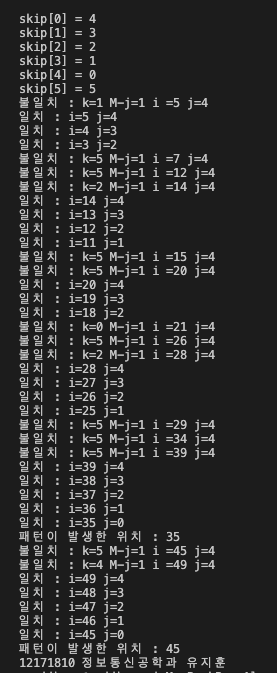 skip[0] = 4
skip[1] = 3
skip[2] = 2
skip[3] = 1
skip[4] = 0
skip[5] = 5
불일치 : k=1 M-j=1 i =5 j=4
일치 : i=5 j=4
일치 : i=4 j=3
일치 : i=3 j=2
불일치 : k=5 M-j=1 i =7 j=4
불일치 : k=5 M-j=1 i =12 j=4
불일치 : k=2 M-j=1 i =14 j=4
일치 : i=14 j=4
일치 : i=13 j=3
일치 : i=12 j=2
일치 : i=11 j=1
불일치 : k=5 M-j=1 i =15 j=4
불일치 : k=5 M-j=1 i =20 j=4
일치 : i=20 j=4
일치 : i=19 j=3
일치 : i=18 j=2
불일치 : k=0 M-j=1 i =21 j=4
불일치 : k=5 M-j=1 i =26 j=4
불일치 : k=2 M-j=1 i =28 j=4
일치 : i=28 j=4
일치 : i=27 j=3
일치 : i=26 j=2
일치 : i=25 j=1
불일치 : k=5 M-j=1 i =29 j=4
불일치 : k=5 M-j=1 i =34 j=4
불일치 : k=5 M-j=1 i =39 j=4
일치 : i=39 j=4
일치 : i=38 j=3
일치 : i=37 j=2
일치 : i=36 j=1
일치 : i=35 j=0
패턴이 발생한 위치 : 35
불일치 : k=5 M-j=1 i =45 j=4
불일치 : k=4 M-j=1 i =49 j=4
일치 : i=49 j=4
일치 : i=48 j=3
일치 : i=47 j=2
일치 : i=46 j=1
일치 : i=45 j=0
패턴이 발생한 위치 : 45
12171810 정보통신공학과 유지훈